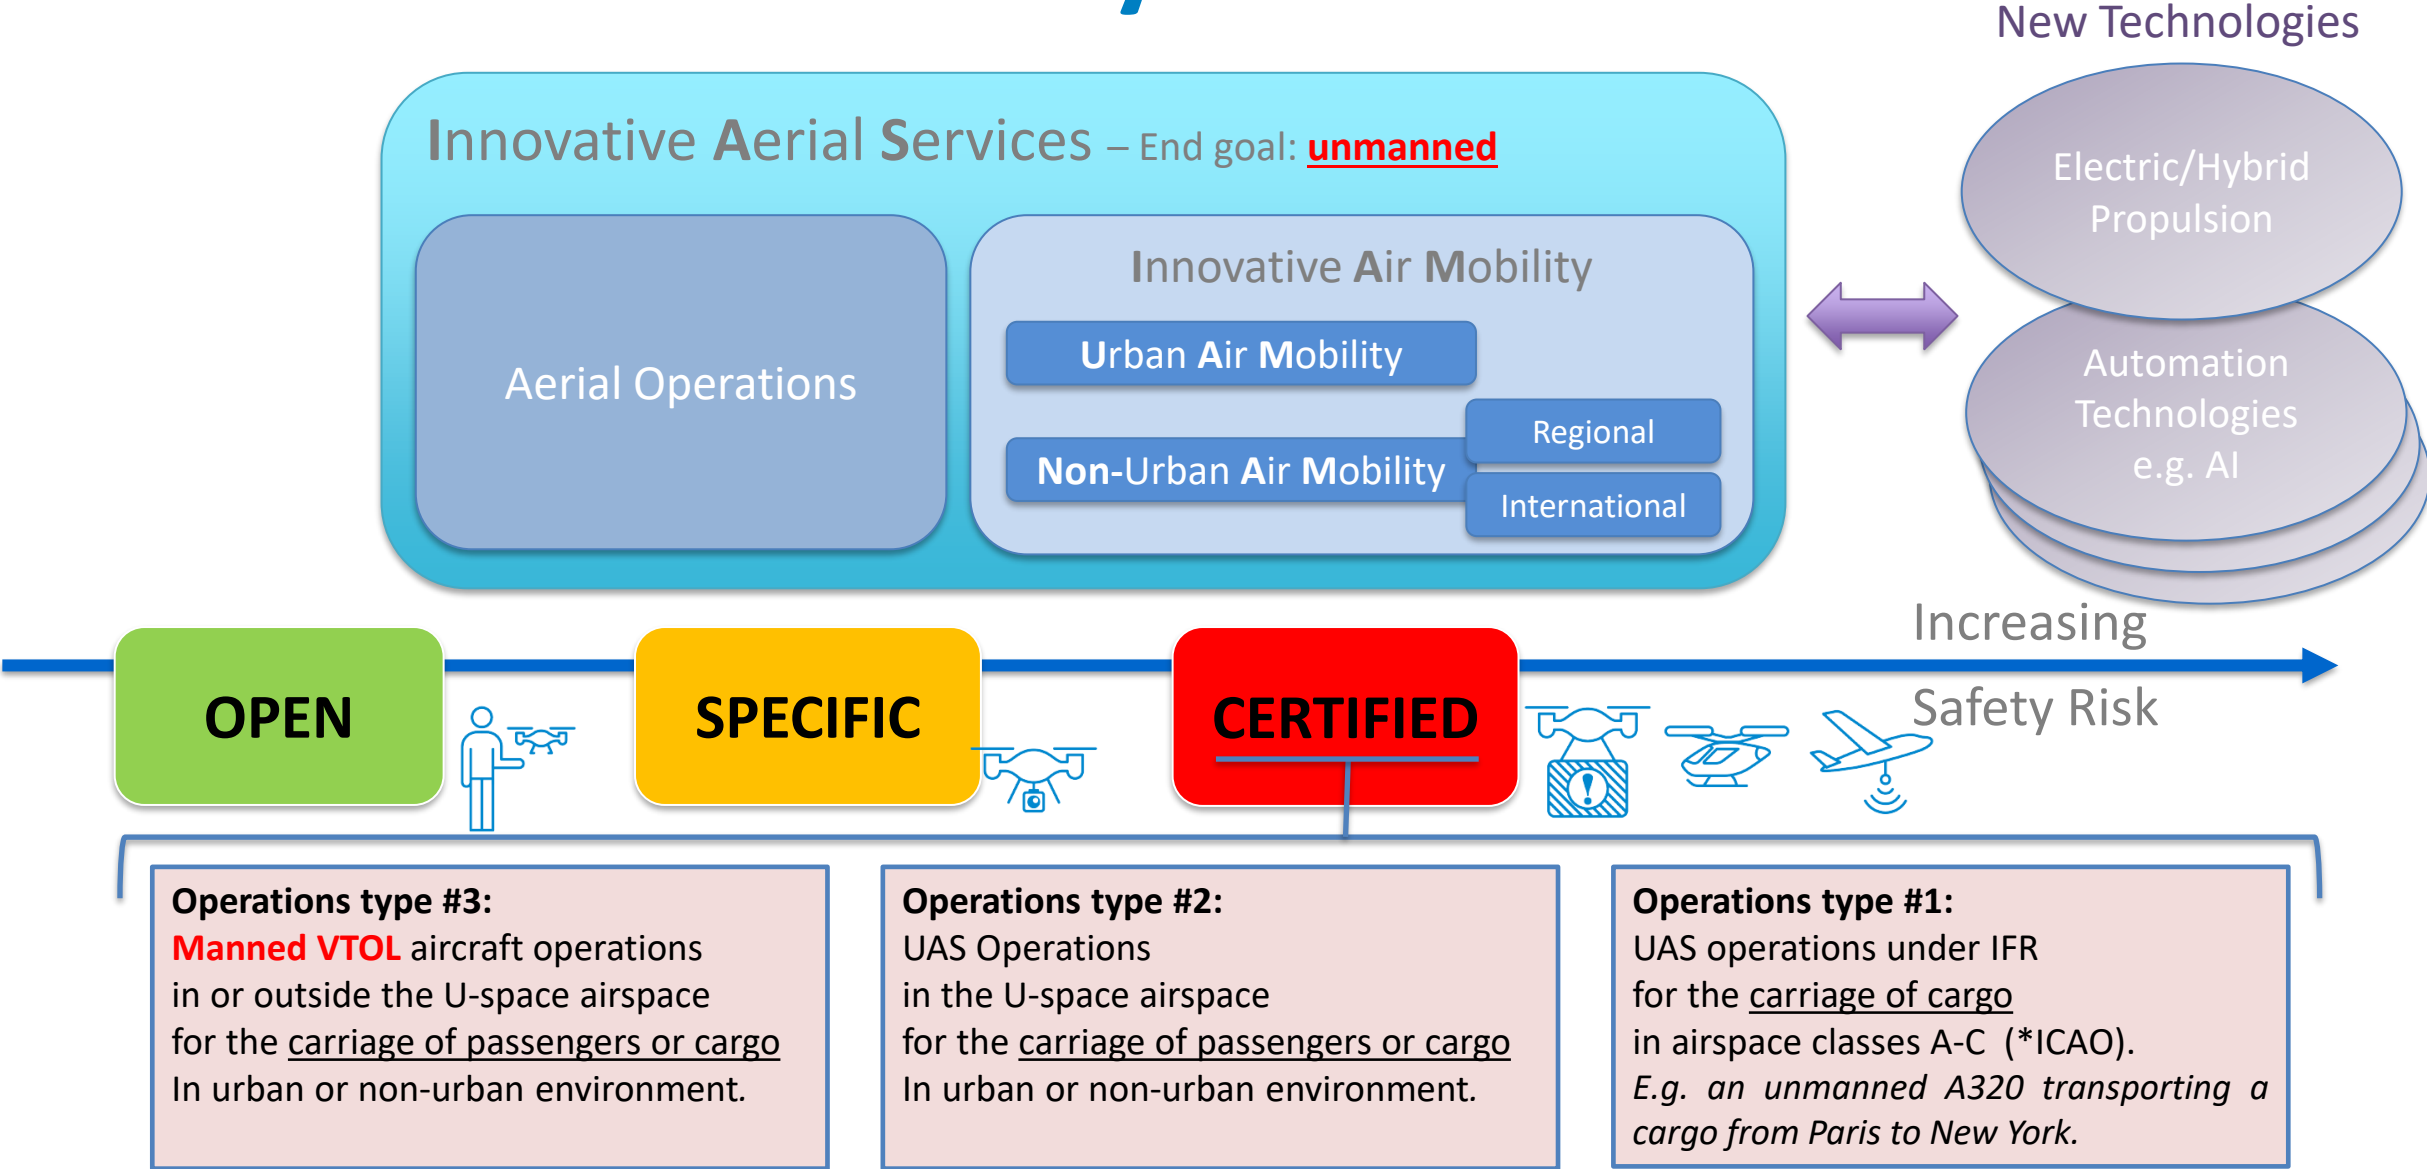 New Technologies
Innovative Aerial Services – End goal: unmanned
Aerial Operations
Innovative Air Mobility
Urban Air Mobility
Non-Urban Air Mobility
Regional
International
Electric/Hybrid
Propulsion
Automation
Technologies
e.g. AI
Increasing
Safety Risk
OPEN
SPECIFIC
CERTIFIED
Operations type #3:
Manned VTOL aircraft operations
in or outside the U-space airspace
for the carriage of passengers or cargo
In urban or non-urban environment.
Operations type #2:
UAS Operations
in the U-space airspace
for the carriage of passengers or cargo
In urban or non-urban environment.
Operations type #1:
UAS operations under IFR
for the carriage of cargo
in airspace classes A-C (*ICAO).
E.g. an unmanned A320 transporting a
cargo from Paris to New York.